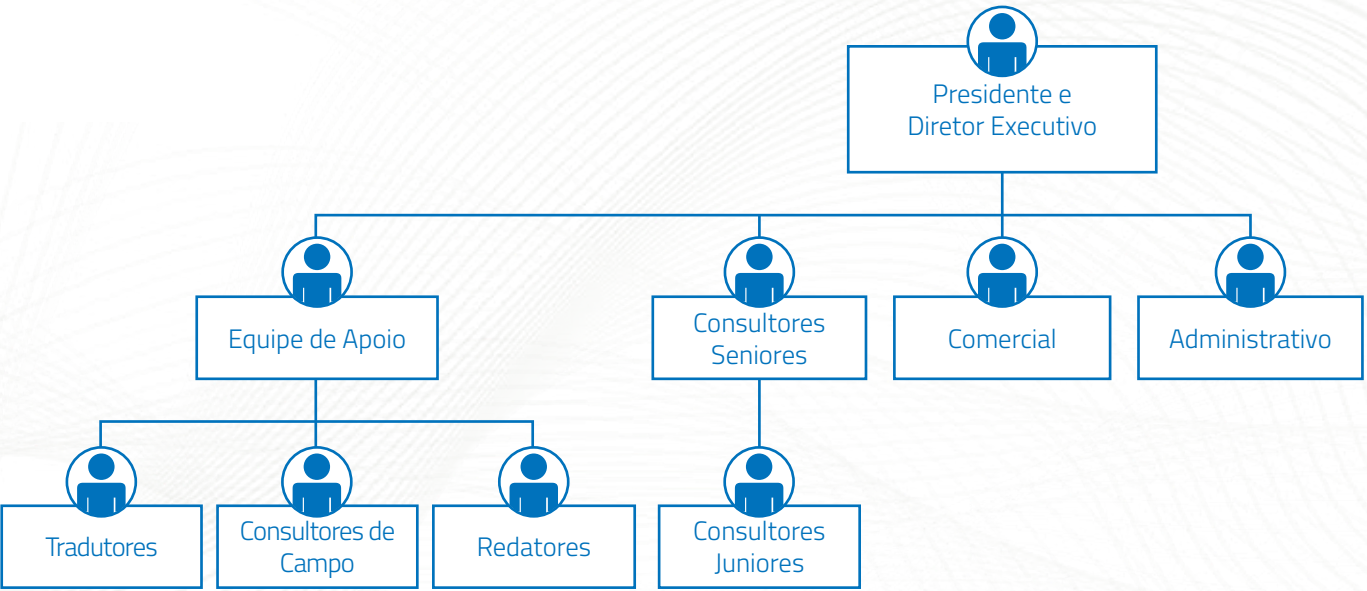 Presidente e
Diretor Executivo
Equipe de Apoio
Consultores
Seniores
Comercial
Administrativo
Tradutores
Consultores de
Campo
Redatores
Consultores
Juniores